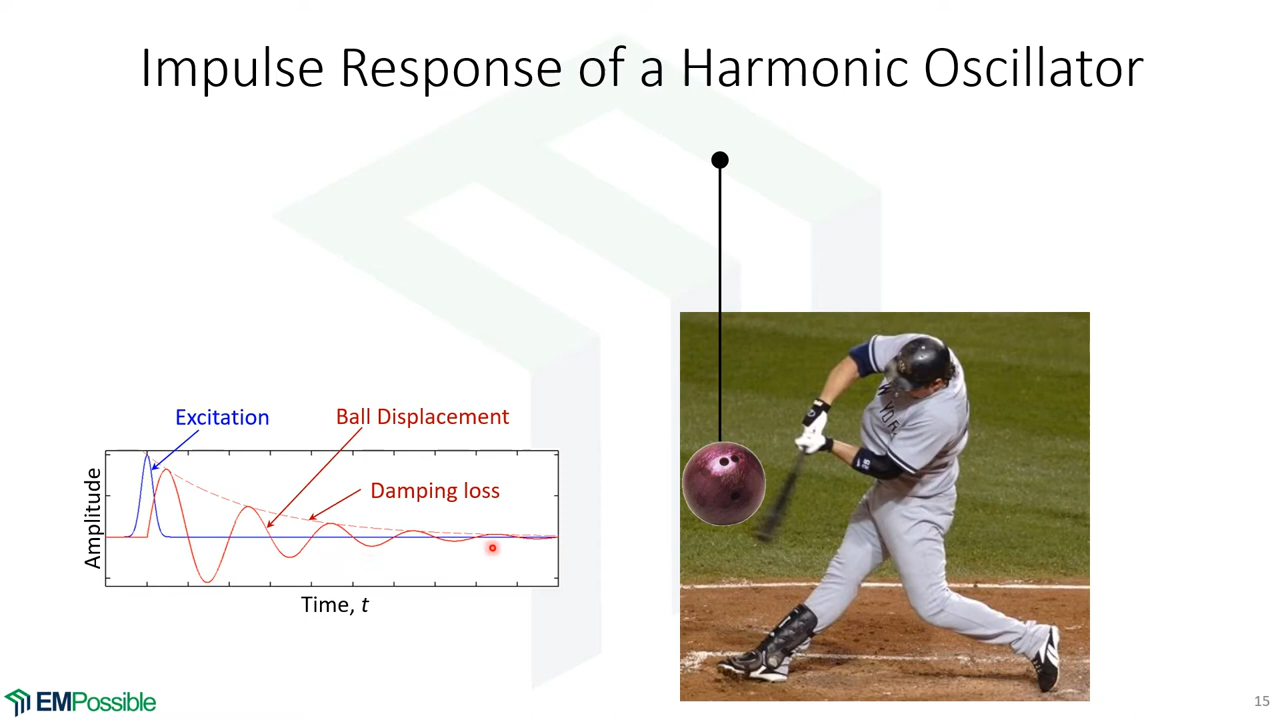 Impulse Response of a Harmonic Oscillator
Excitation
Ball Displacement
Damping loss
Amplitude
Time, t
EMPossible
15